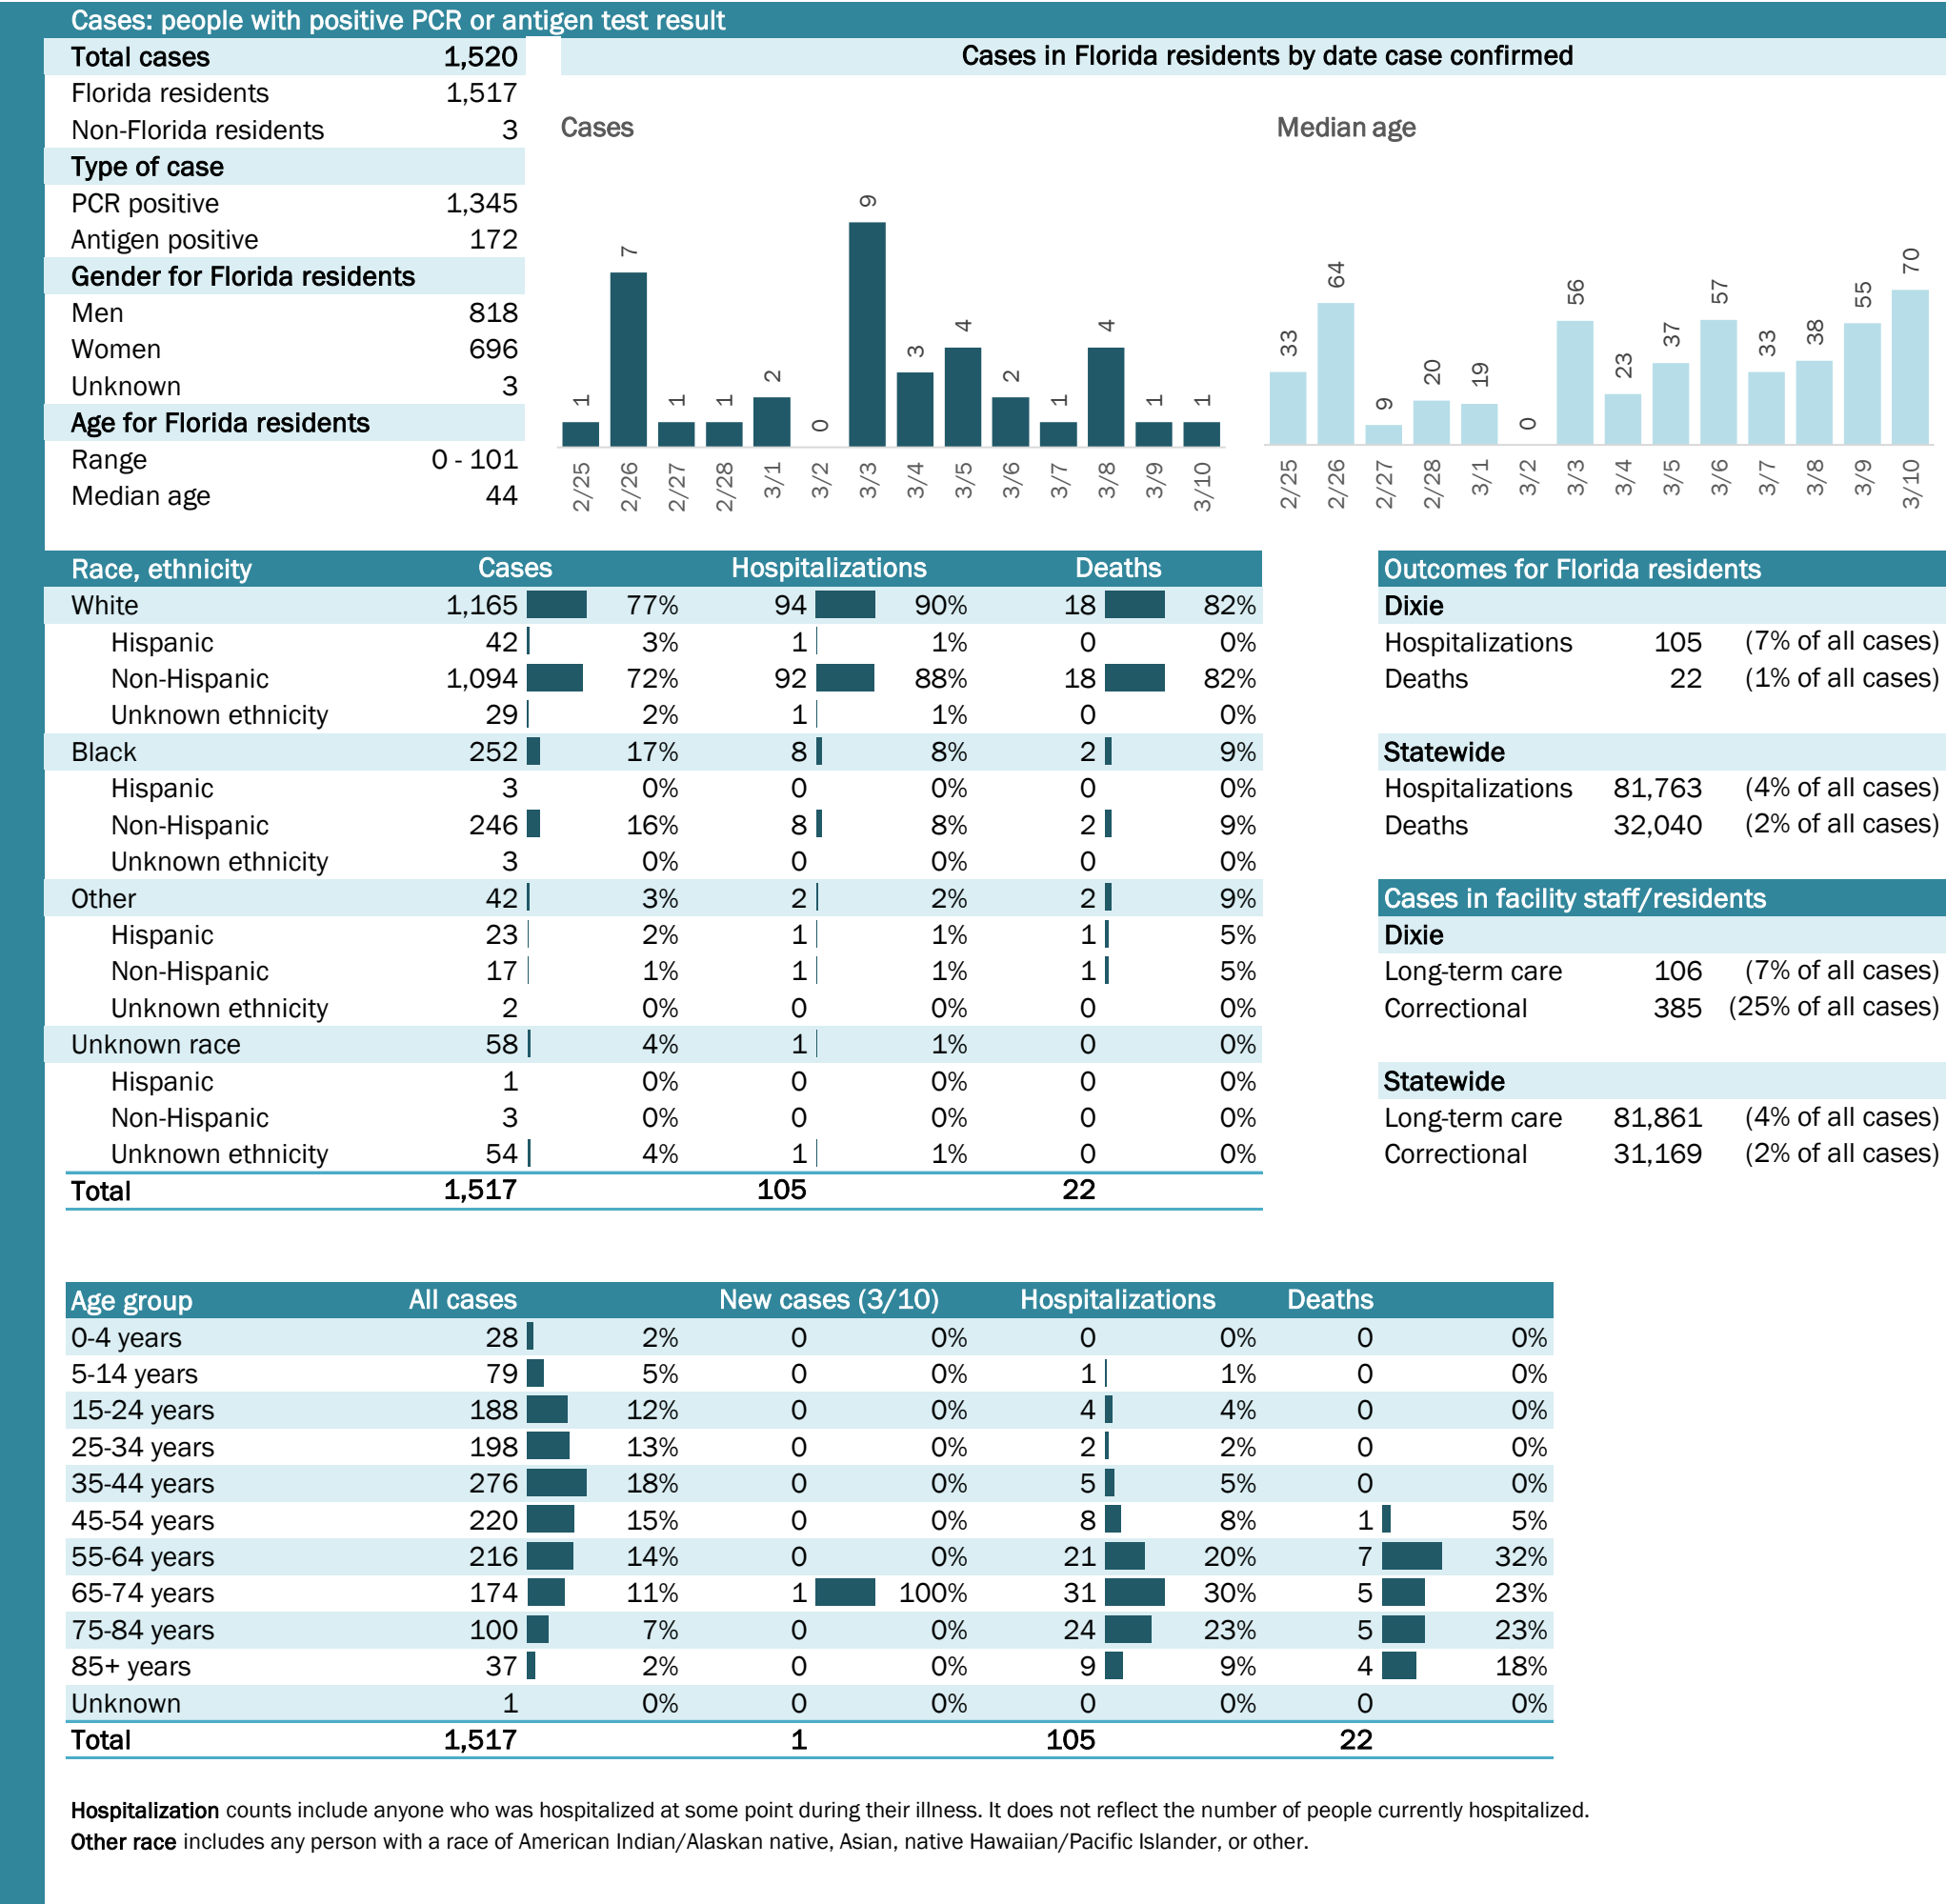 Cases: people with positive PCR or antigen test result
Total cases 1,520
Florida residents 1,517
Non-Florida residents 3
Type of case
PCR positive 1,345
Antigen positive 172
Gender for Florida residents
Men 818
Women 696
Unknown 3
Age for Florida residents
Range 0 - 101
Median age 44
Cases in Florida residents by date case confirmed
Cases
1 7 1 1 2 0 9 3 4 2 1 4 1 1
2/25 2/26 2/27 2/28 3/1 3/2 3/3 3/4 3/5 3/6 3/7 3/8 3/9 3/10
Median age
33 64 9 20 19 0 56 23 37 57 33 38 55 70
2/25 2/26 2/27 2/28 3/1 3/2 3/3 3/4 3/5 3/6 3/7 3/8 3/9 3/10
Race, ethnicity Cases Hospitalizations Deaths
White 1,165 77% 94 90% 18 82%
Hispanic 42 3% 1 1% 0 0%
Non-Hispanic 1,094 72% 92 88% 18 82%
Unknown ethnicity 29 2% 1 1% 0 0%
Black 252 17% 8 8% 2 9%
Hispanic 3 0% 0 0% 0 0%
Non-Hispanic 246 16% 8 8% 2 9%
Unknown ethnicity 3 0% 0 0% 0 0%
Other 42 3% 2 2% 2 9%
Hispanic 23 2% 1 1% 1 5%
Non-Hispanic 17 1% 1 1% 1 5%
Unknown ethnicity 2 0% 0 0% 0 0%
Unknown race 58 4% 1 1% 0 0%
Hispanic 1 0% 0 0% 0 0%
Non-Hispanic 3 0% 0 0% 0 0%
Unknown ethnicity 54 4% 1 1% 0 0%
Total 1,517 105 22
Outcomes for Florida residents
Dixie
Hospitalizations 105 (7% of all cases)
Deaths 22 (1% of all cases)
Statewide
Hospitalizations 81,763 (4% of all cases)
Deaths 32,040 (2% of all cases)
Cases in facility staff/residents
Dixie
Long-term care 106 (7% of all cases)
Correctional 385 (25% of all cases)
Statewide
Long-term care 81,861 (4% of all cases)
Correctional 31,169 (2% of all cases)
Age group All cases New cases (3/10) Hospitalizations Deaths
0-4 years 28 2% 0 0% 0 0% 0 0%
5-14 years 79 5% 0 0% 1 1% 0 0%
15-24 years 188 12% 0 0% 4 4% 0 0%
25-34 years 198 13% 0 0% 2 2% 0 0%
35-44 years 276 18% 0 0% 5 5% 0 0%
45-54 years 220 15% 0 0% 8 8% 1 5%
55-64 years 216 14% 0 0% 21 20% 7 32%
65-74 years 174 11% 1 100% 31 30% 5 23%
75-84 years 100 7% 0 0% 24 23% 5 23%
85+ years 37 2% 0 0% 9 9% 4 18%
Unknown 1 0% 0 0% 0 0% 0 0%
Total 1,517 1 105 22
Hospitalization counts include anyone who was hospitalized at some point during their illness. It does not reflect the number of people currently hospitalized.
Other race includes any person with a race of American Indian/Alaskan native, Asian, native Hawaiian/Pacific Islander, or other.